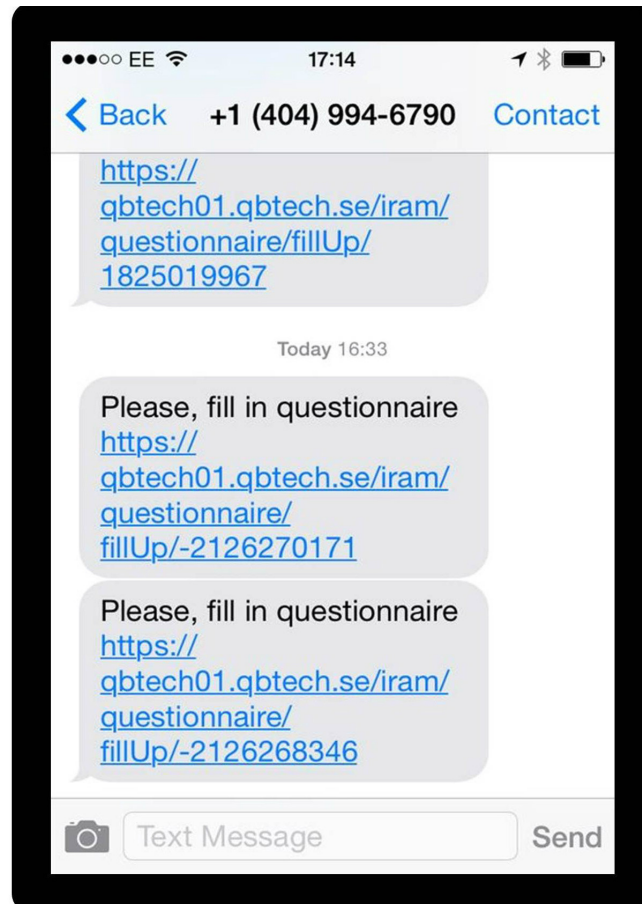 EE 17:14
Back +1 (404) 994-6790 Contact
https://
qbtech01.qbtech.se/iram/
questionnaire/fillUp/
1825019967
Today 16:33
Please, fill in questionnaire
https://
qbtech01.qbtech.se/iram/
questionnaire/
fillUp/-2126270171
Please, fill in questionnaire
https://
qbtech01.qbtech.se/iram/
questionnaire/
fillUp/-2126268346
Text Message Send